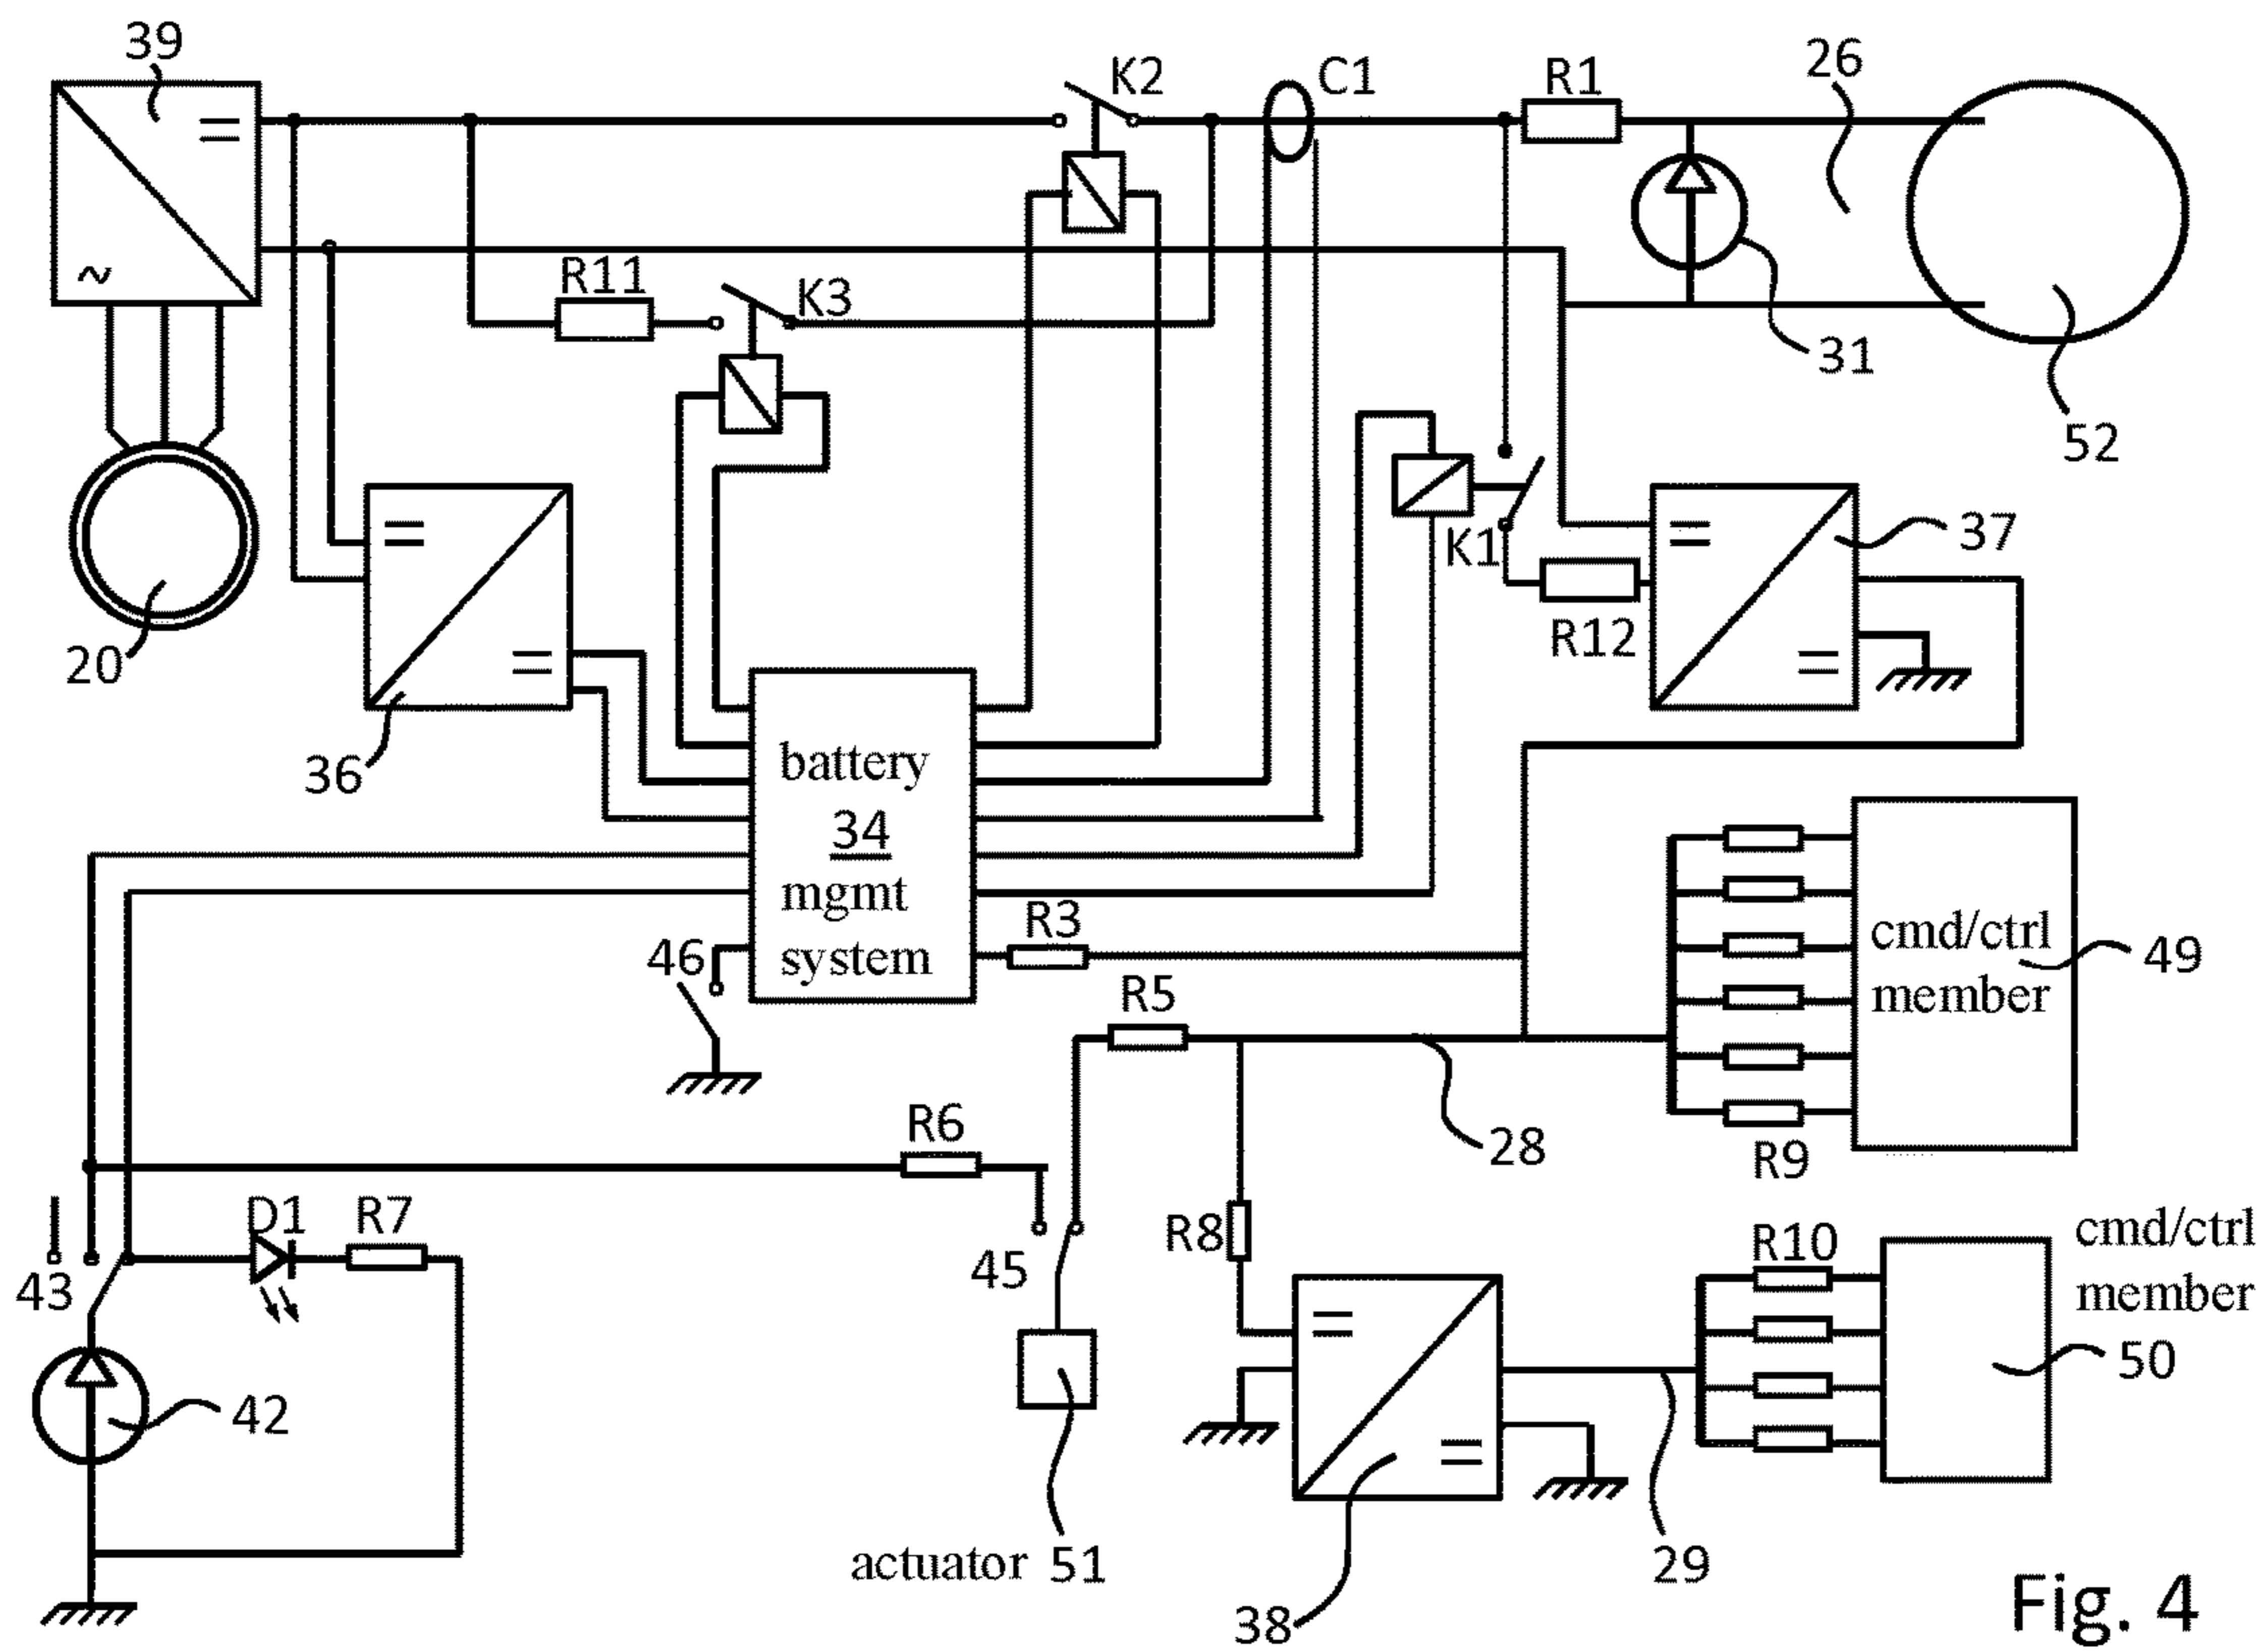 39
K2
C1
R1
26
R11
K3
31
52
20
36
K1
R12
37
battery
34
mgmt
system
46
R3
R5
cmd/ctrl
member
49
R6
28
R9
D1
R7
43
45
R8
R10
cmd/ctrl
member
50
42
actuator 51
38
29
Fig. 4